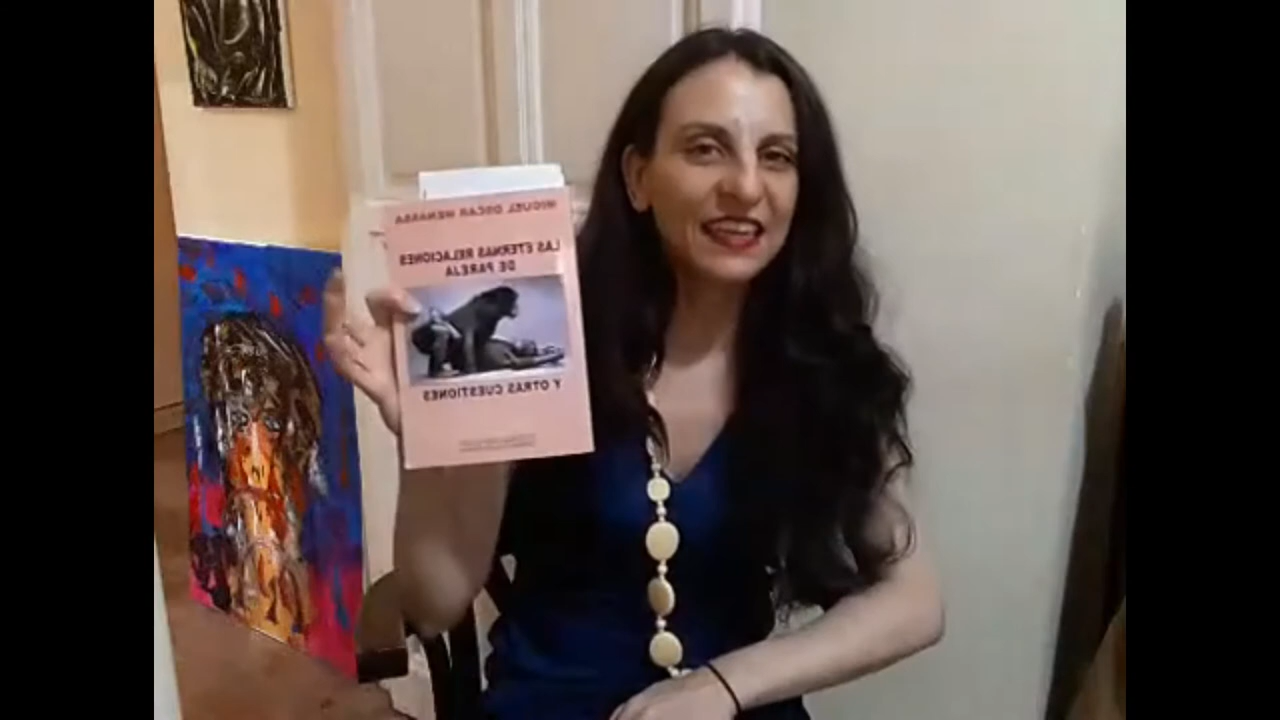 MIGUEL OSCAR MENASSA
LAS ETERNAS RELACIONES
DE PAREJA
Y OTRAS CUESTIONES